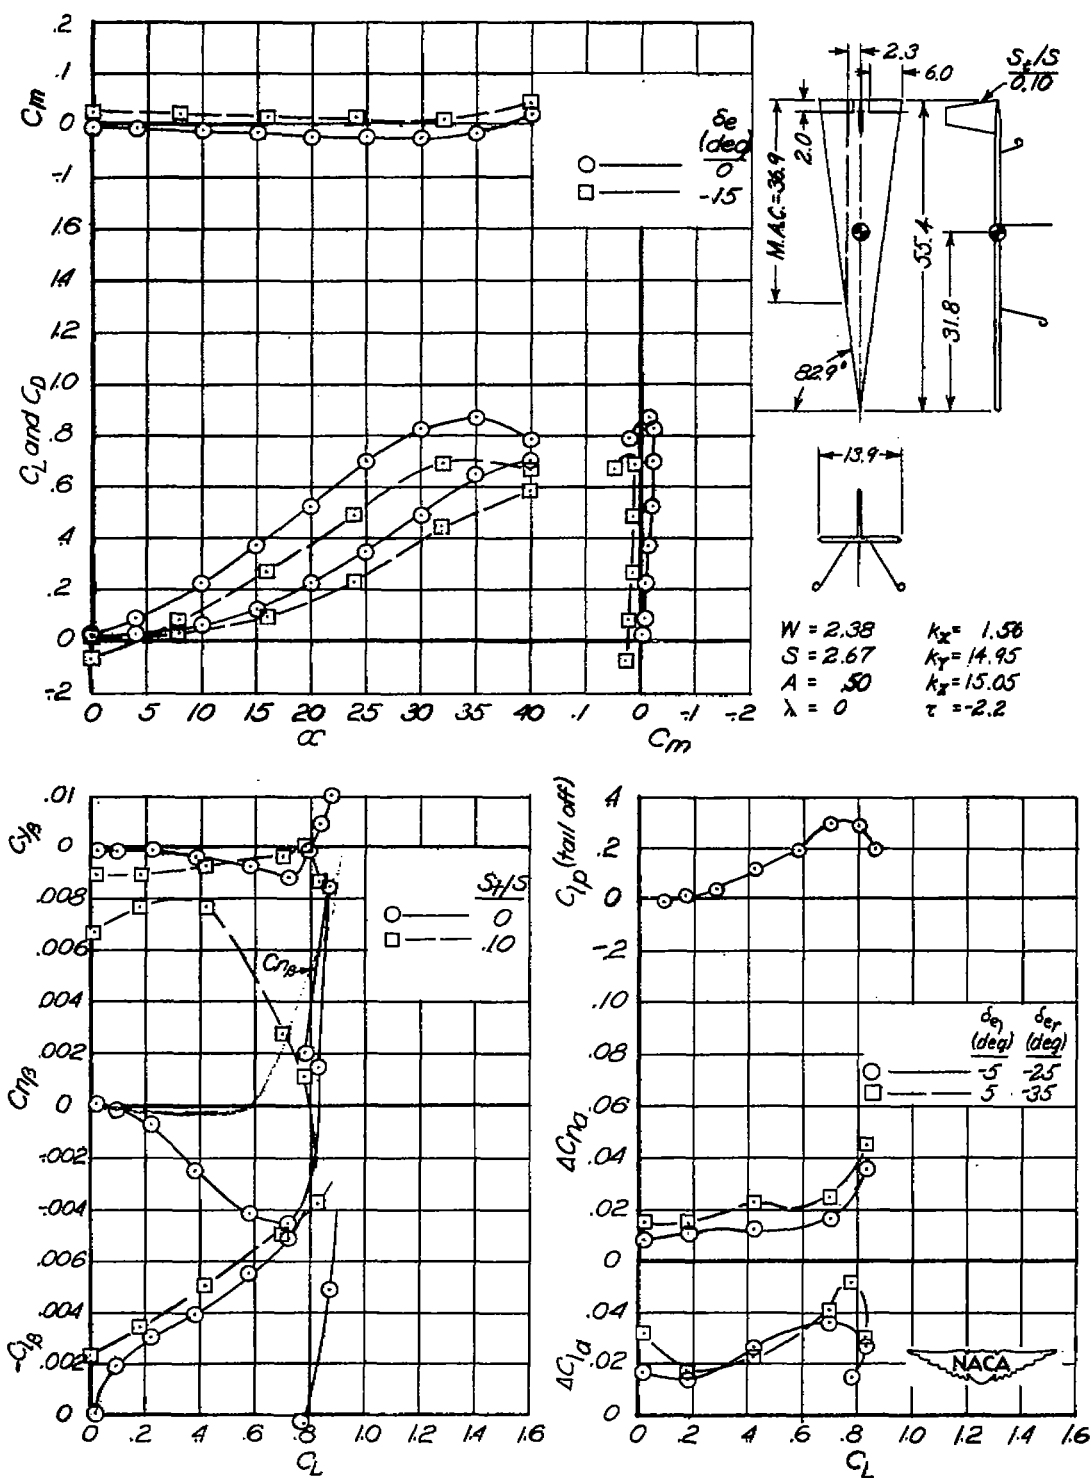 .2
.1
0
-.1
Cm
δe
(deg)
0
-.15
1.6
1.4
1.2
1.0
.8
.6
.4
.2
0
-.2
CL and CD
0 5 10 15 20 25 30 35 40 .1 0 -.1 -.2
α
Cm
2.3
6.0
St/S
0.10
2.0
M.A.C.=36.9
55.4
31.8
82.9°
13.9
W = 2.38 kX = 1.56
S = 2.67 kY = 14.95
A = .50 kZ = 15.05
λ = 0 τ = -2.2
.01
0
CYβ
St/S
0
.10
Cnβ
.008
.006
.004
.002
0
-.002
-.004
Cnβ
.006
.004
.002
0
-Clβ
0 .2 .4 .6 .8 1.0 1.2 1.4 1.6
CL
.4
.2
0
-.2
Clp (tail off)
.10
.08
.06
.04
.02
0
ΔCna
δel δer
(deg) (deg)
-5 -25
5 -35
.04
.02
0
ΔCla
NACA
0 .2 .4 .6 .8 1.0 1.2 1.4 1.6
CL